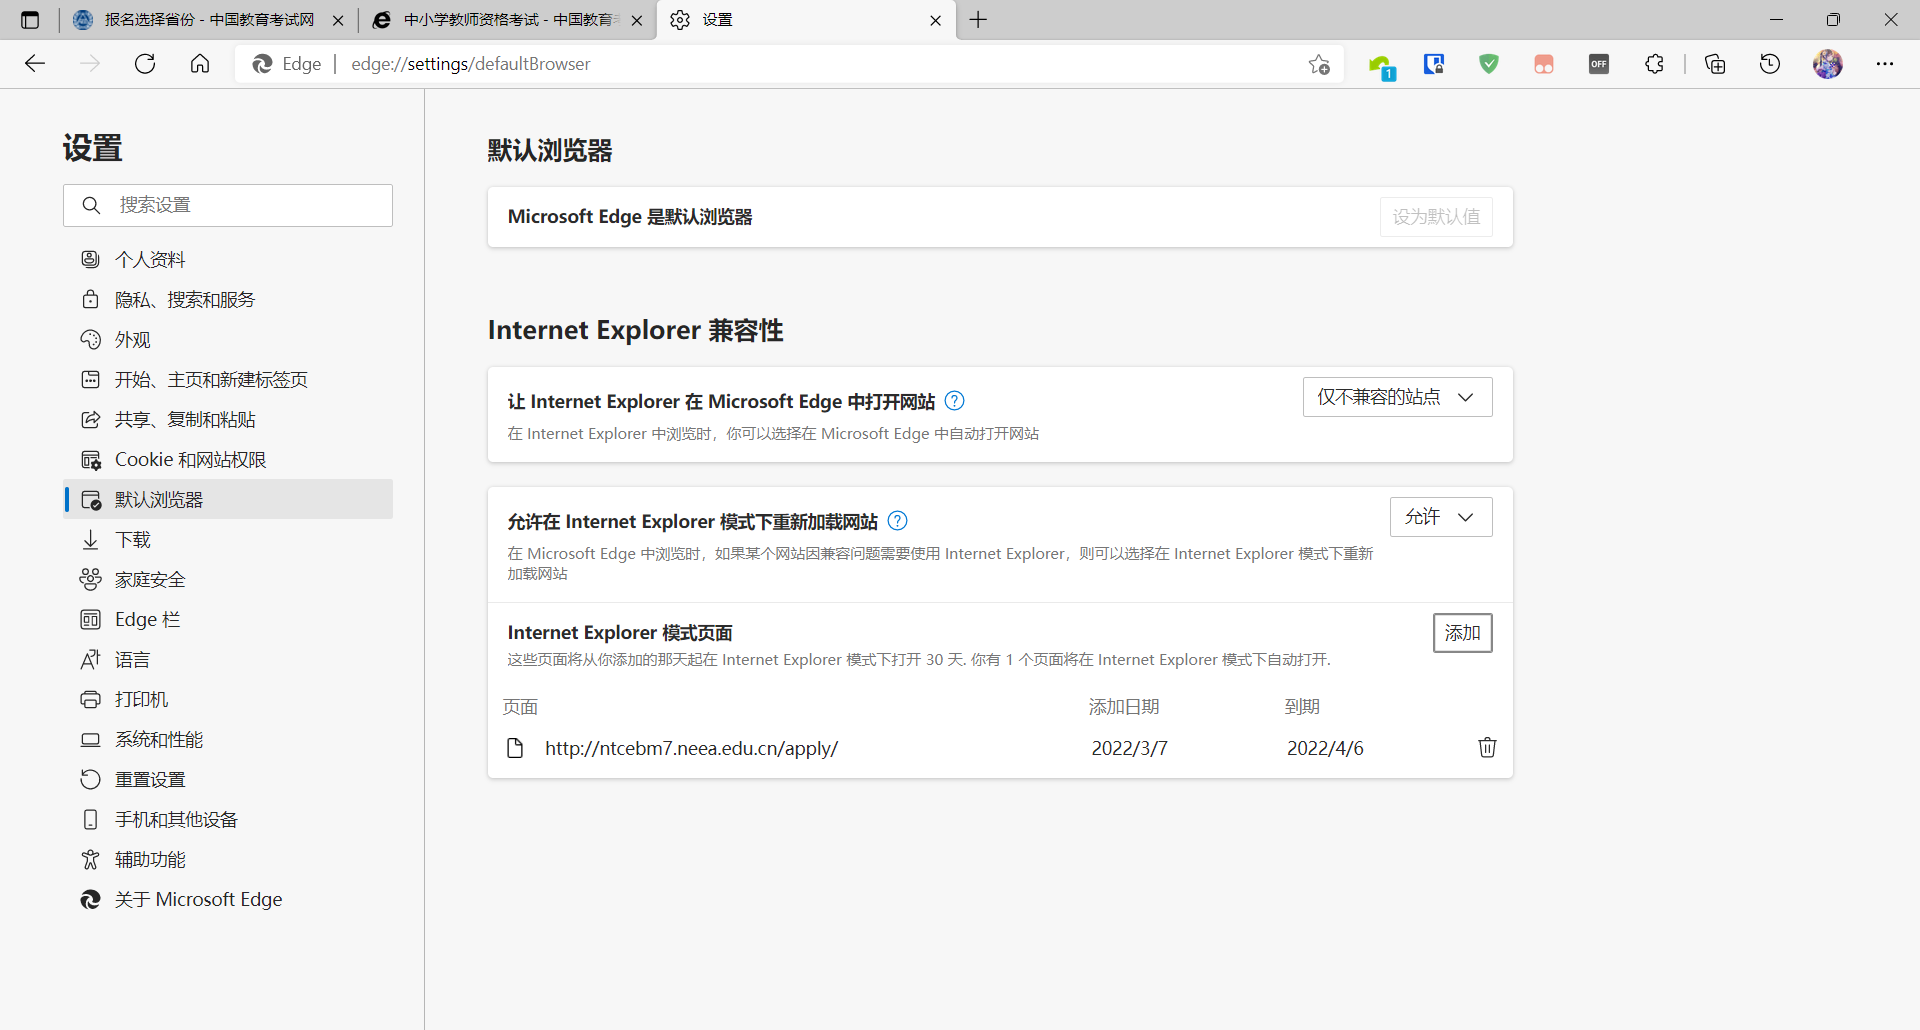 报名选择省份 - 中国教育考试网
中小学教师资格考试 - 中国教育
设置
Edge
edge://settings/defaultBrowser
1
OFF
设置
搜索设置
个人资料
隐私、搜索和服务
外观
开始、主页和新建标签页
共享、复制和粘贴
Cookie 和网站权限
默认浏览器
下载
家庭安全
Edge 栏
语言
打印机
系统和性能
重置设置
手机和其他设备
辅助功能
关于 Microsoft Edge
默认浏览器
Microsoft Edge 是默认浏览器
设为默认值
Internet Explorer 兼容性
让 Internet Explorer 在 Microsoft Edge 中打开网站
仅不兼容的站点
在 Internet Explorer 中浏览时，你可以选择在 Microsoft Edge 中自动打开网站
允许在 Internet Explorer 模式下重新加载网站
允许
在 Microsoft Edge 中浏览时，如果某个网站因兼容问题需要使用 Internet Explorer，则可以选择在 Internet Explorer 模式下重新
加载网站
Internet Explorer 模式页面
添加
这些页面将从你添加的那天起在 Internet Explorer 模式下打开 30 天. 你有 1 个页面将在 Internet Explorer 模式下自动打开.
页面
添加日期
到期
http://ntcebm7.neea.edu.cn/apply/
2022/3/7
2022/4/6